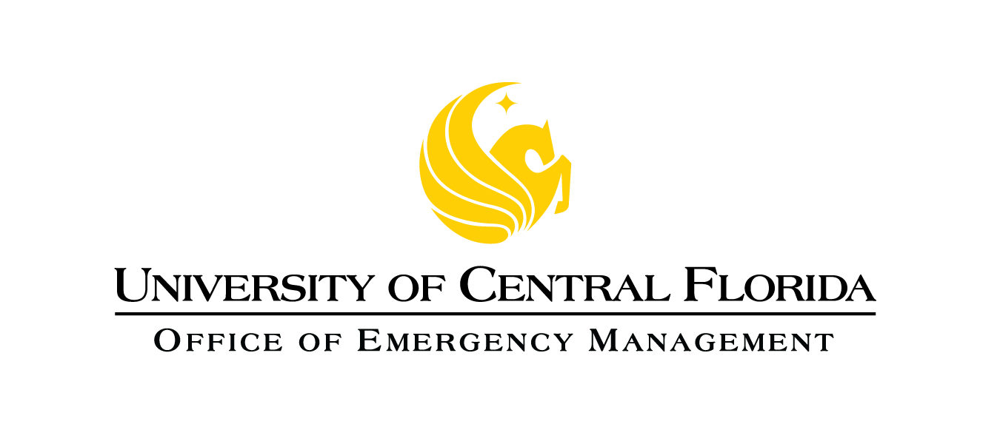 University of Central Florida
Office of Emergency Management